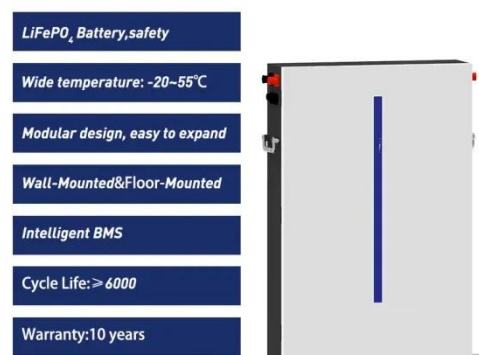 LiFePO₄ Battery,safety
Wide temperature: -20~55℃
Modular design, easy to expand
Wall-Mounted&Floor-Mounted
Intelligent BMS
Cycle Life:≥6000
Warranty:10 years